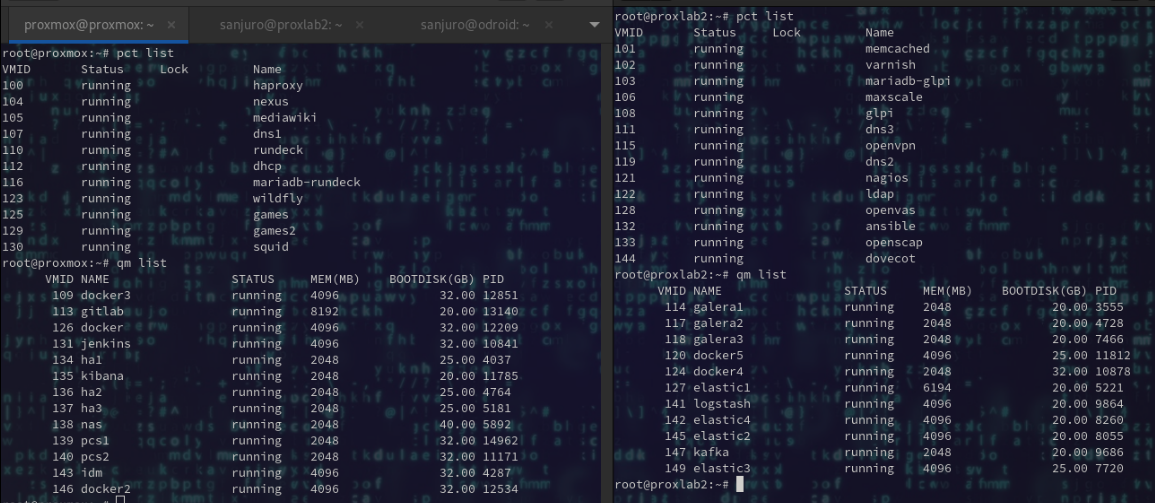 proxmox@proxmox: ~ × sanjuro@proxlab2: ~ × sanjuro@odroid: ~ ×
root@proxmox:~# pct list
VMID Status Lock Name
100 running haproxy
104 running nexus
105 running mediawiki
107 running dns1
110 running rundeck
112 running dhcp
116 running mariadb-rundeck
123 running wildfly
125 running games
129 running games2
130 running squid
root@proxmox:~# qm list
VMID NAME STATUS MEM(MB) BOOTDISK(GB) PID
109 docker3 running 4096 32.00 12851
113 gitlab running 8192 20.00 13140
126 docker running 4096 32.00 12209
131 jenkins running 4096 32.00 10841
134 ha1 running 2048 25.00 4037
135 kibana running 2048 20.00 11785
136 ha2 running 2048 25.00 4764
137 ha3 running 2048 25.00 5181
138 nas running 2048 40.00 5892
139 pcs1 running 2048 32.00 14962
140 pcs2 running 2048 32.00 11171
143 idm running 4096 32.00 4287
146 docker2 running 4096 32.00 12534
root@proxmox:~#
root@proxlab2:~# pct list
VMID Status Lock Name
101 running memcached
102 running varnish
103 running mariadb-glpi
106 running maxscale
108 running glpi
111 running dns3
115 running openvpn
119 running dns2
121 running nagios
122 running ldap
128 running openvas
132 running ansible
133 running openscap
144 running dovecot
root@proxlab2:~# qm list
VMID NAME STATUS MEM(MB) BOOTDISK(GB) PID
114 galera1 running 2048 20.00 3555
117 galera2 running 2048 20.00 4728
118 galera3 running 2048 20.00 7466
120 docker5 running 4096 25.00 11812
124 docker4 running 4096 32.00 10878
127 elastic1 running 6194 20.00 5221
141 logstash running 4096 20.00 9864
142 elastic4 running 4096 20.00 8260
145 elastic2 running 4096 20.00 8055
147 kafka running 2048 20.00 9686
149 elastic3 running 4096 25.00 7720
root@proxlab2:~#